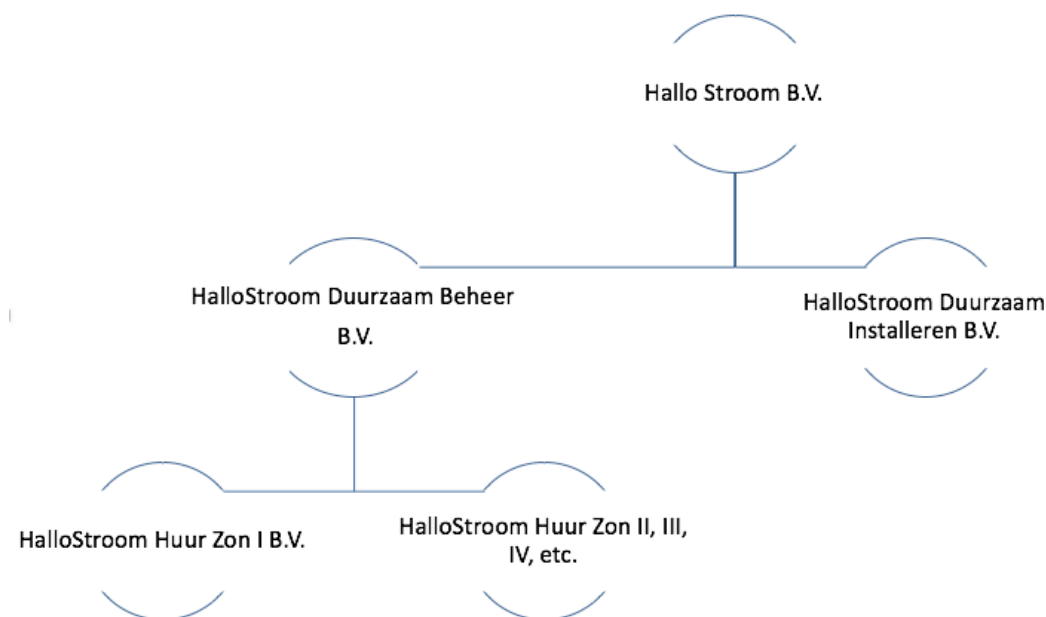 Hallo Stroom B.V.
HalloStroom Duurzaam Beheer
B.V.
HalloStroom Duurzaam
Installeren B.V.
HalloStroom Huur Zon I B.V.
HalloStroom Huur Zon II, III,
IV, etc.